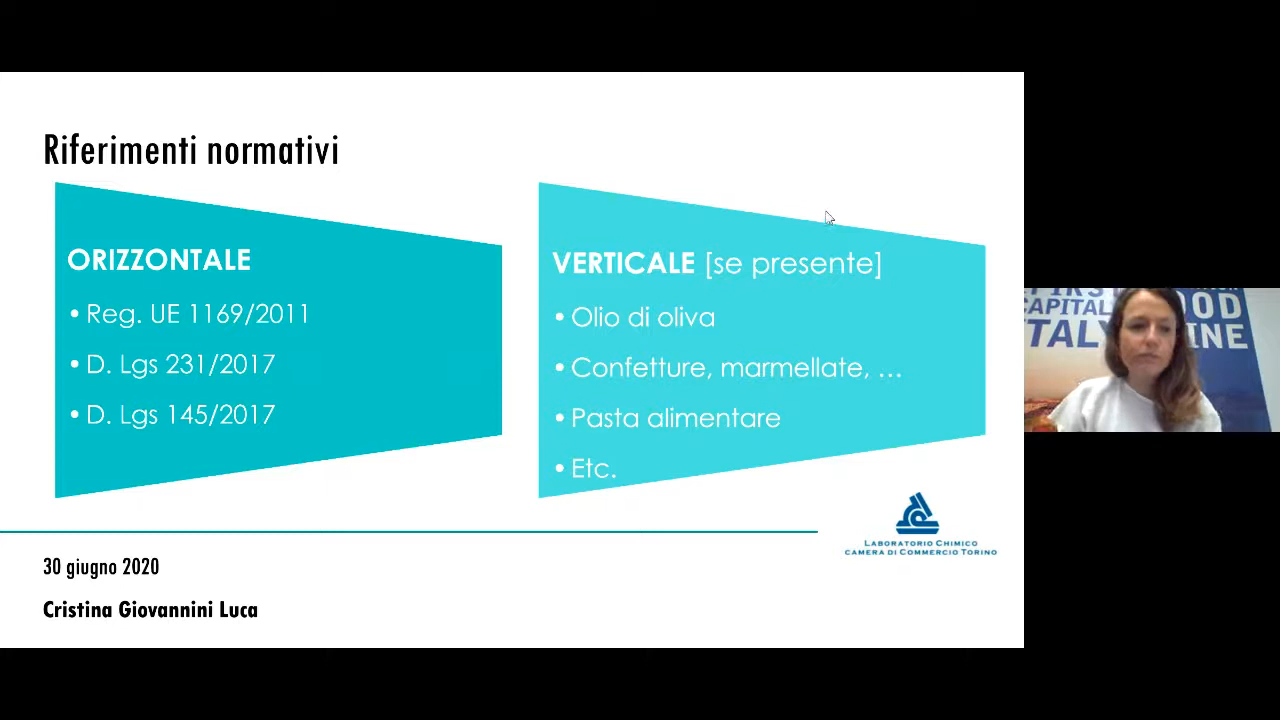 Riferimenti normativi
ORIZZONTALE
• Reg. UE 1169/2011
• D. Lgs 231/2017
• D. Lgs 145/2017
VERTICALE [se presente]
• Olio di oliva
• Confetture, marmellate, ...
• Pasta alimentare
• Etc.
LABORATORIO CHIMICO
CAMERA DI COMMERCIO TORINO
30 giugno 2020
Cristina Giovannini Luca
CAPITAL